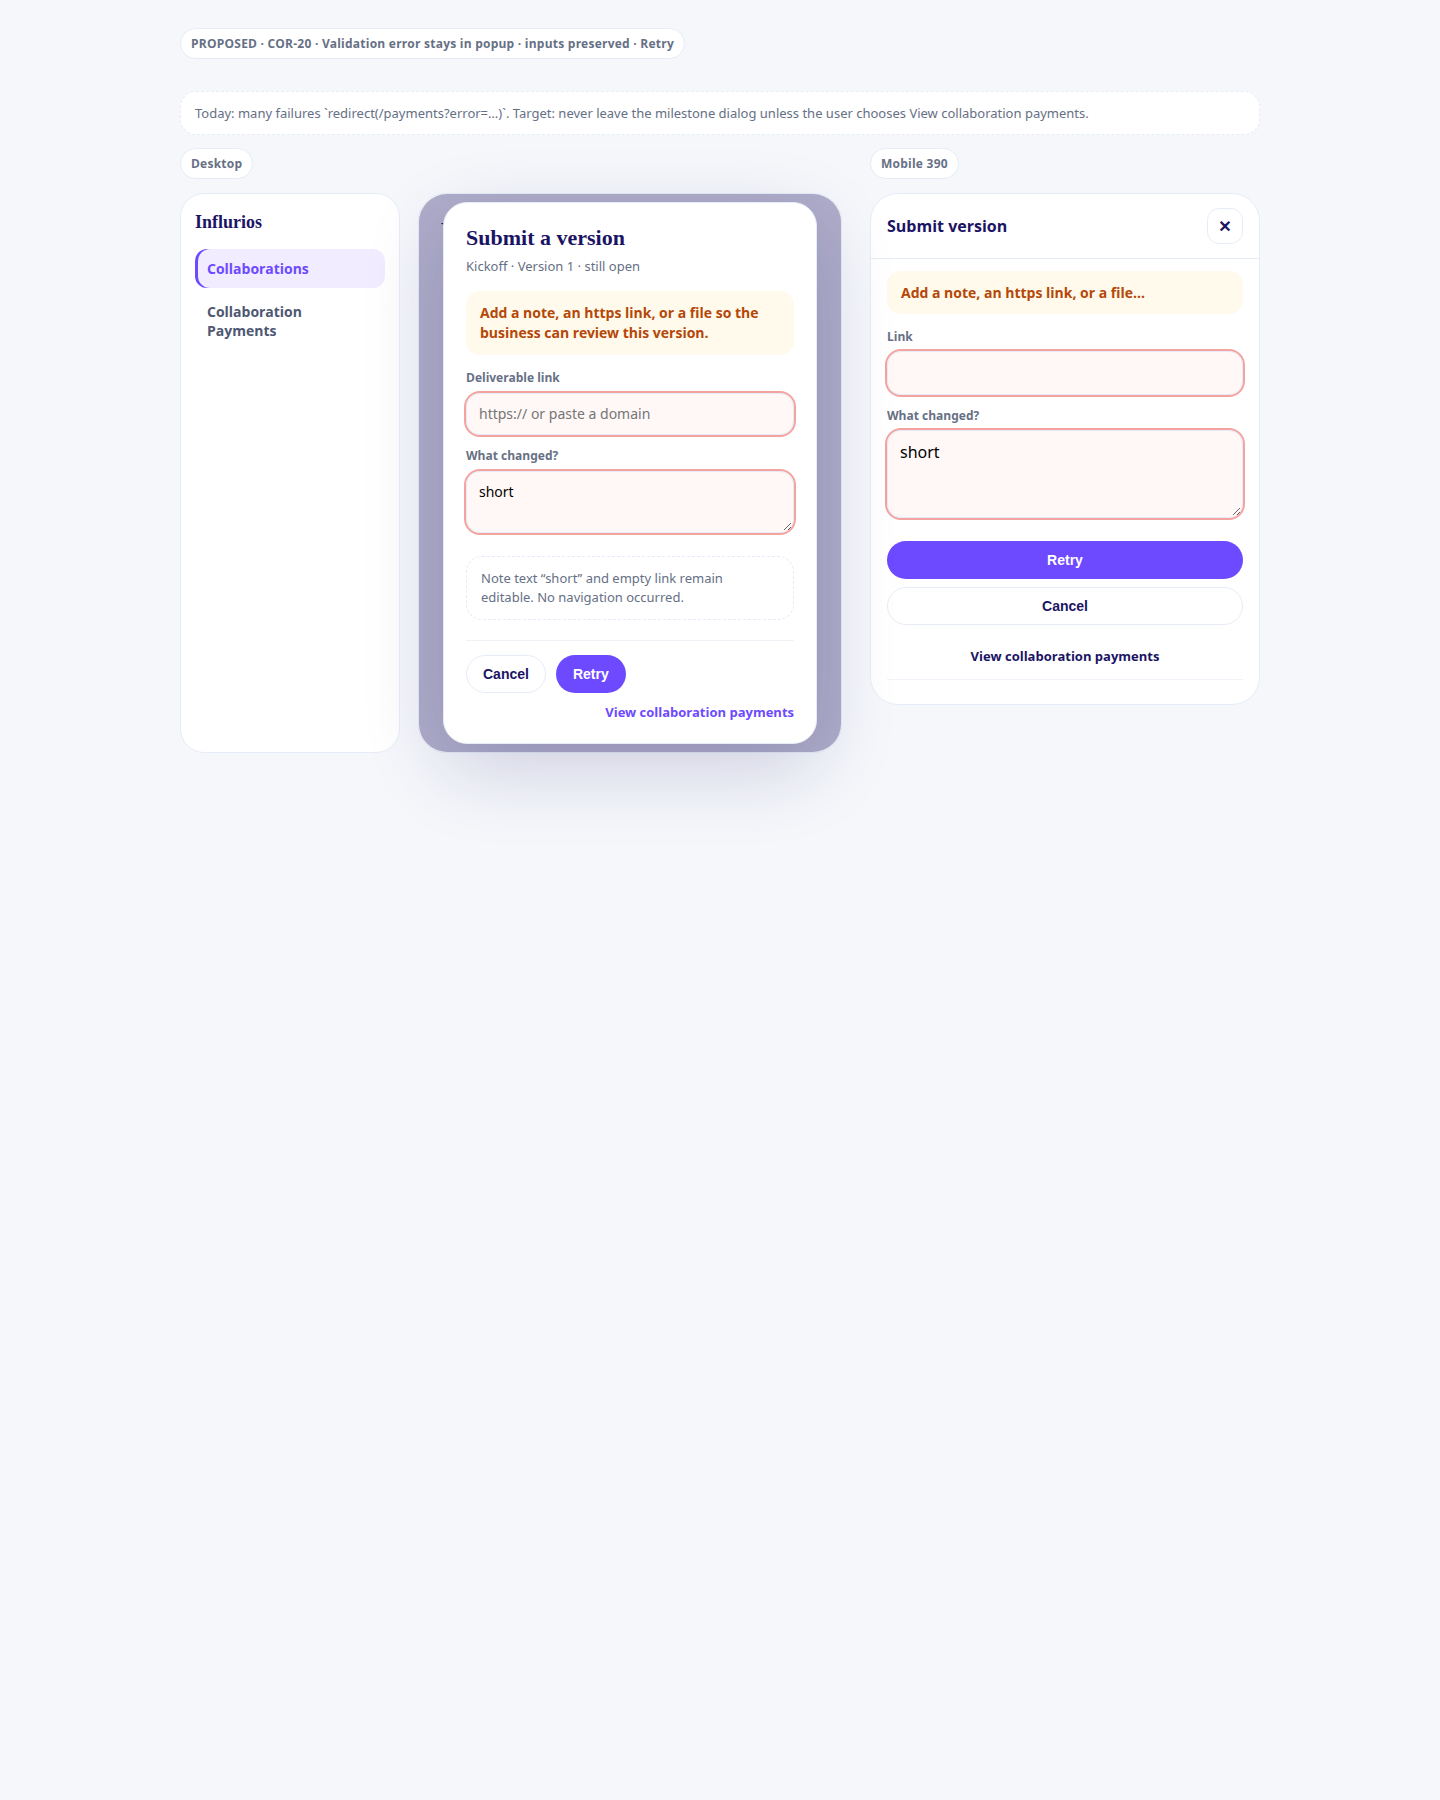 PROPOSED · COR-20 · Validation error stays in popup · inputs preserved · Retry
Today: many failures `redirect(/payments?error=…)`. Target: never leave the milestone dialog unless the user chooses View collaboration payments.
Desktop
Influrios
Collaborations
Collaboration
Payments
Submit a version
Kickoff · Version 1 · still open
Add a note, an https link, or a file so the
business can review this version.
Deliverable link
https:// or paste a domain
What changed?
short
Note text “short” and empty link remain
editable. No navigation occurred.
Cancel
Retry
View collaboration payments
Mobile 390
Submit version
✕
Add a note, an https link, or a file…
Link
What changed?
short
Retry
Cancel
View collaboration payments